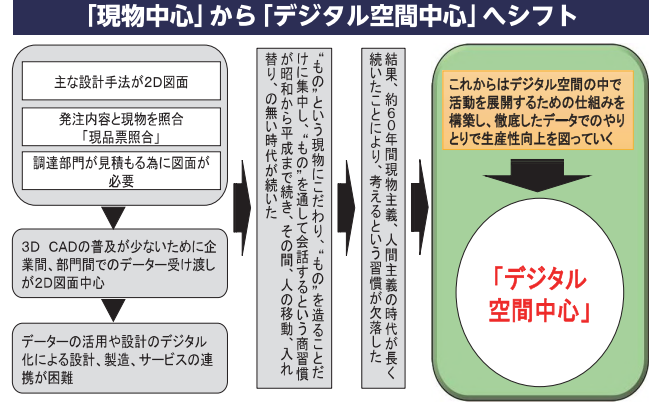 「現物中心」から「デジタル空間中心」へシフト
主な設計手法が2D図面
発注内容と現物を照合
「現品票照合」
調達部門が見積もる為に図面が
必要
3D CADの普及が少ないために企
業間、部門間でのデーター受け渡し
が2D図面中心
データーの活用や設計のデジタル
化による設計、製造、サービスの連
携が困難
“もの”という現物にこだわり、“もの”を造ることだ
けに集中し、“もの”を通して会話するという商習慣
が昭和から平成まで続き、その間、人の移動、入れ
替り、の無い時代が続いた
結果、約60年間現物主義、人間主義の時代が長く
続いたことにより、考えるという習慣が欠落した
これからはデジタル空間の中で
活動を展開するための仕組みを
構築し、徹底したデータでのやり
とりで生産性向上を図っていく
「デジタル
空間中心」